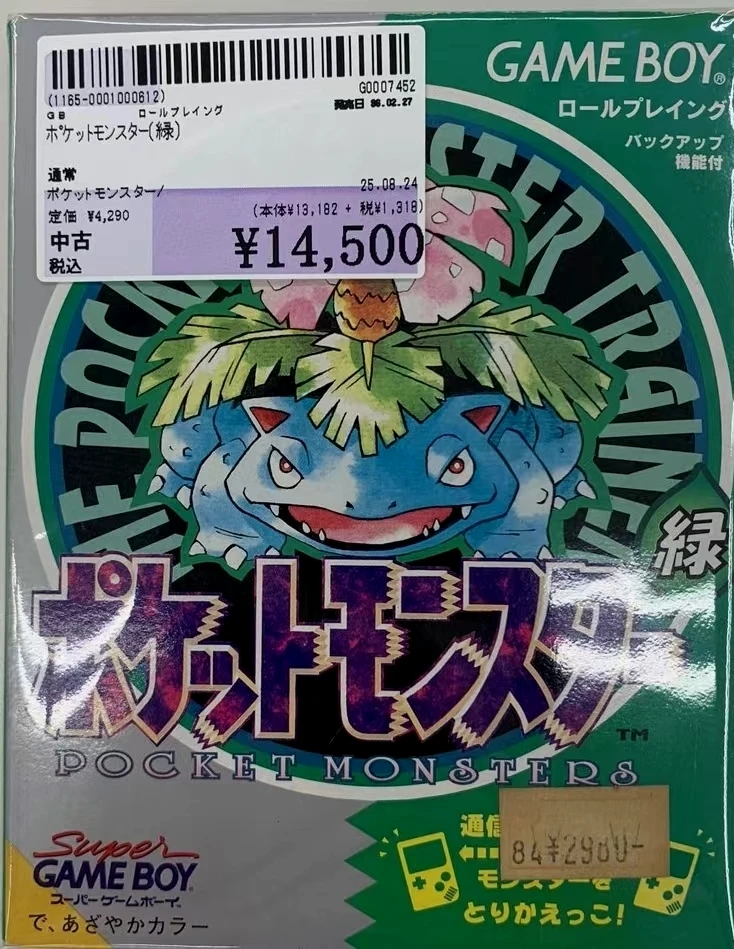 (1165-0001000612)
G0007452
GB ロールプレイング 発売日 96.02.27
ポケットモンスター(緑)
通常
ポケットモンスター/ 25.08.24
定価 ¥4,290 (本体¥13,182 + 税¥1,318)
中古
税込
¥14,500
GAME BOY®
ロールプレイング
バックアップ
機能付
STER TRAINER
緑
ポケットモンスター
TM
POCKET MONSTERS
Super
GAME BOY
スーパーゲームボーイ
で、あざやかカラー
通信
84¥2980-
モンスターを
とりかえっこ!